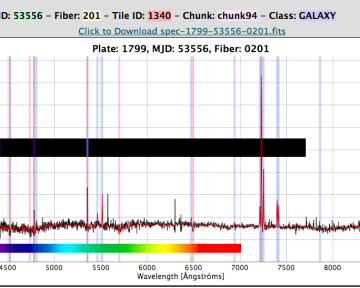 D: 53556 – Fiber: 201 – Tile ID: 1340 – Chunk: chunk94 – Class: GALAXY
Click to Download spec-1799-53556-0201.fits
Plate: 1799, MJD: 53556, Fiber: 0201
4500 5000 5500 6000 6500 7000 7500 8000
Wavelength [Ångströms]